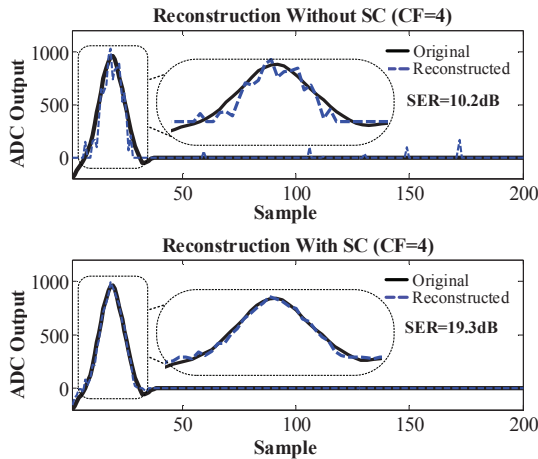 Reconstruction Without SC (CF=4)
1000
500
0
ADC Output
Original
Reconstructed
SER=10.2dB
50
100
150
200
Sample
Reconstruction With SC (CF=4)
1000
500
0
ADC Output
Original
Reconstructed
SER=19.3dB
50
100
150
200
Sample